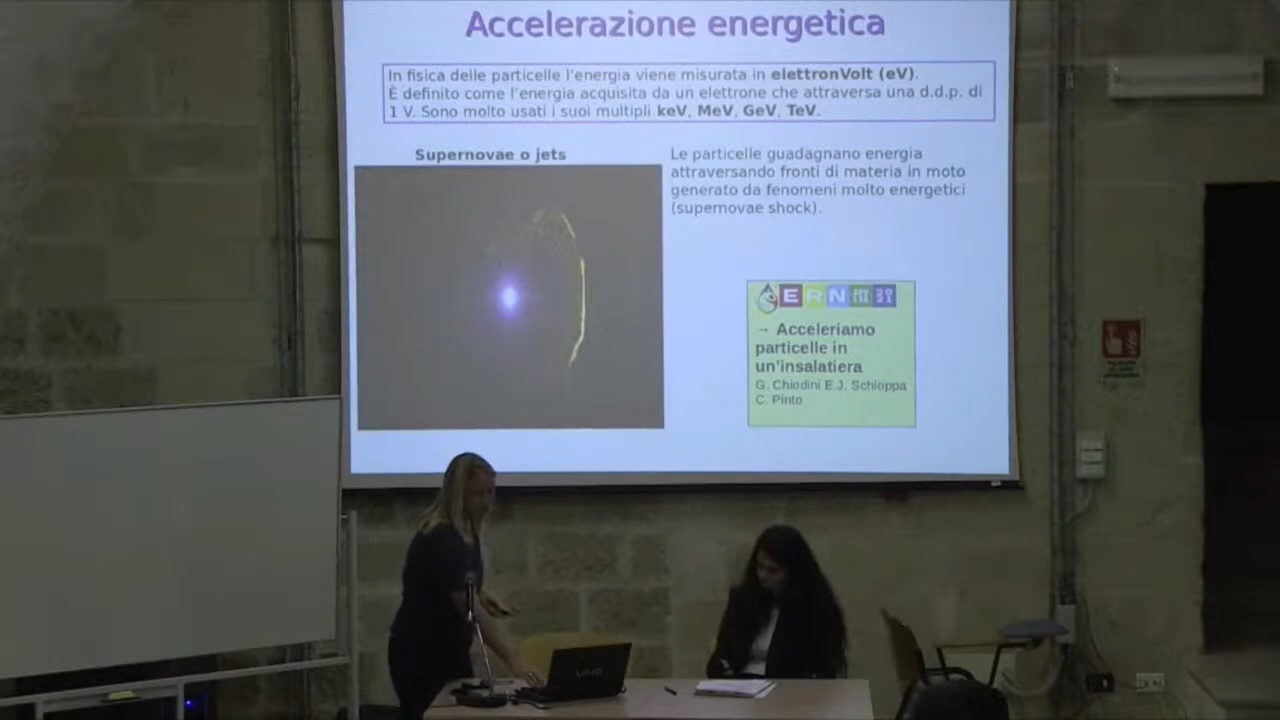 Accelerazione energetica
In fisica delle particelle l'energia viene misurata in elettronVolt (eV).
È definito come l'energia acquisita da un elettrone che attraversa una d.d.p. di
1 V. Sono molto usati i suoi multipli keV, MeV, GeV, TeV.
Supernovae o jets
Le particelle guadagnano energia
attraversando fronti di materia in moto
generato da fenomeni molto energetici
(supernovae shock).
ERN
→ Acceleriamo
particelle in
un'insalatiera
G. Chiodini E.J. Schioppa
C. Pinto
VAIO